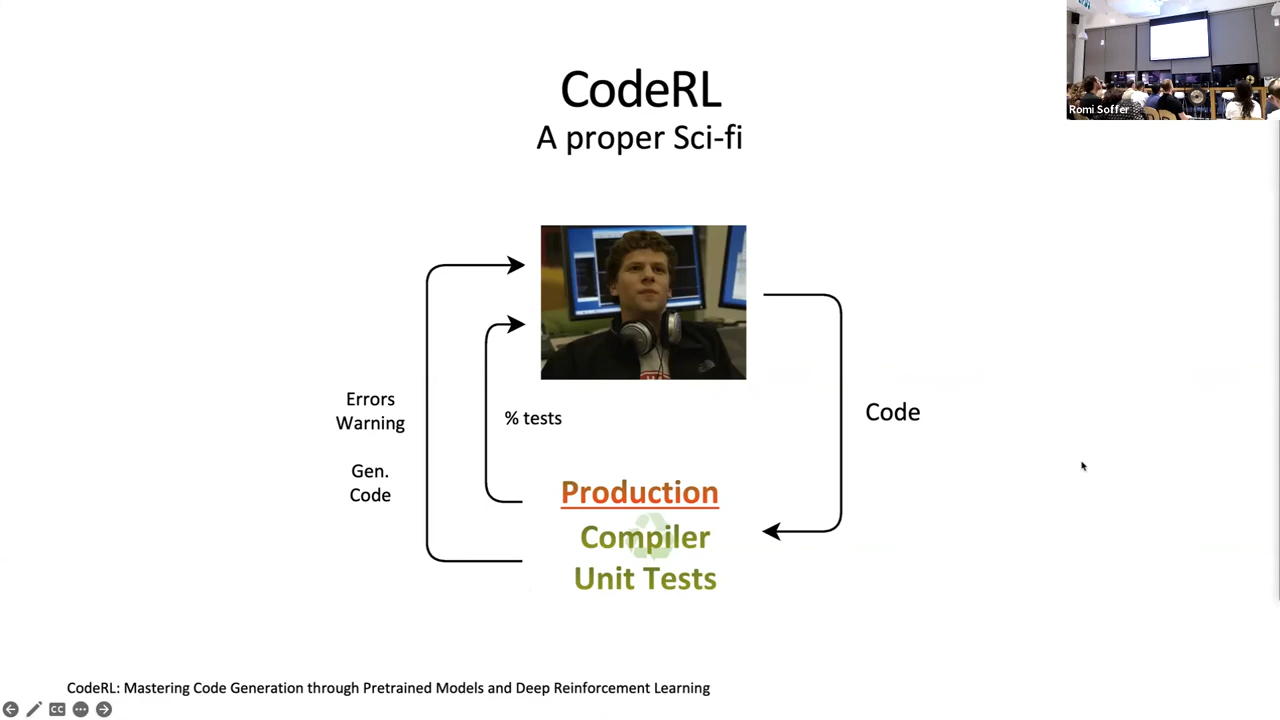 CodeRL
A proper Sci-fi
Romi Soffer
Errors
Warning
Gen.
Code
% tests
Code
Production
Compiler
Unit Tests
CodeRL: Mastering Code Generation through Pretrained Models and Deep Reinforcement Learning
CC